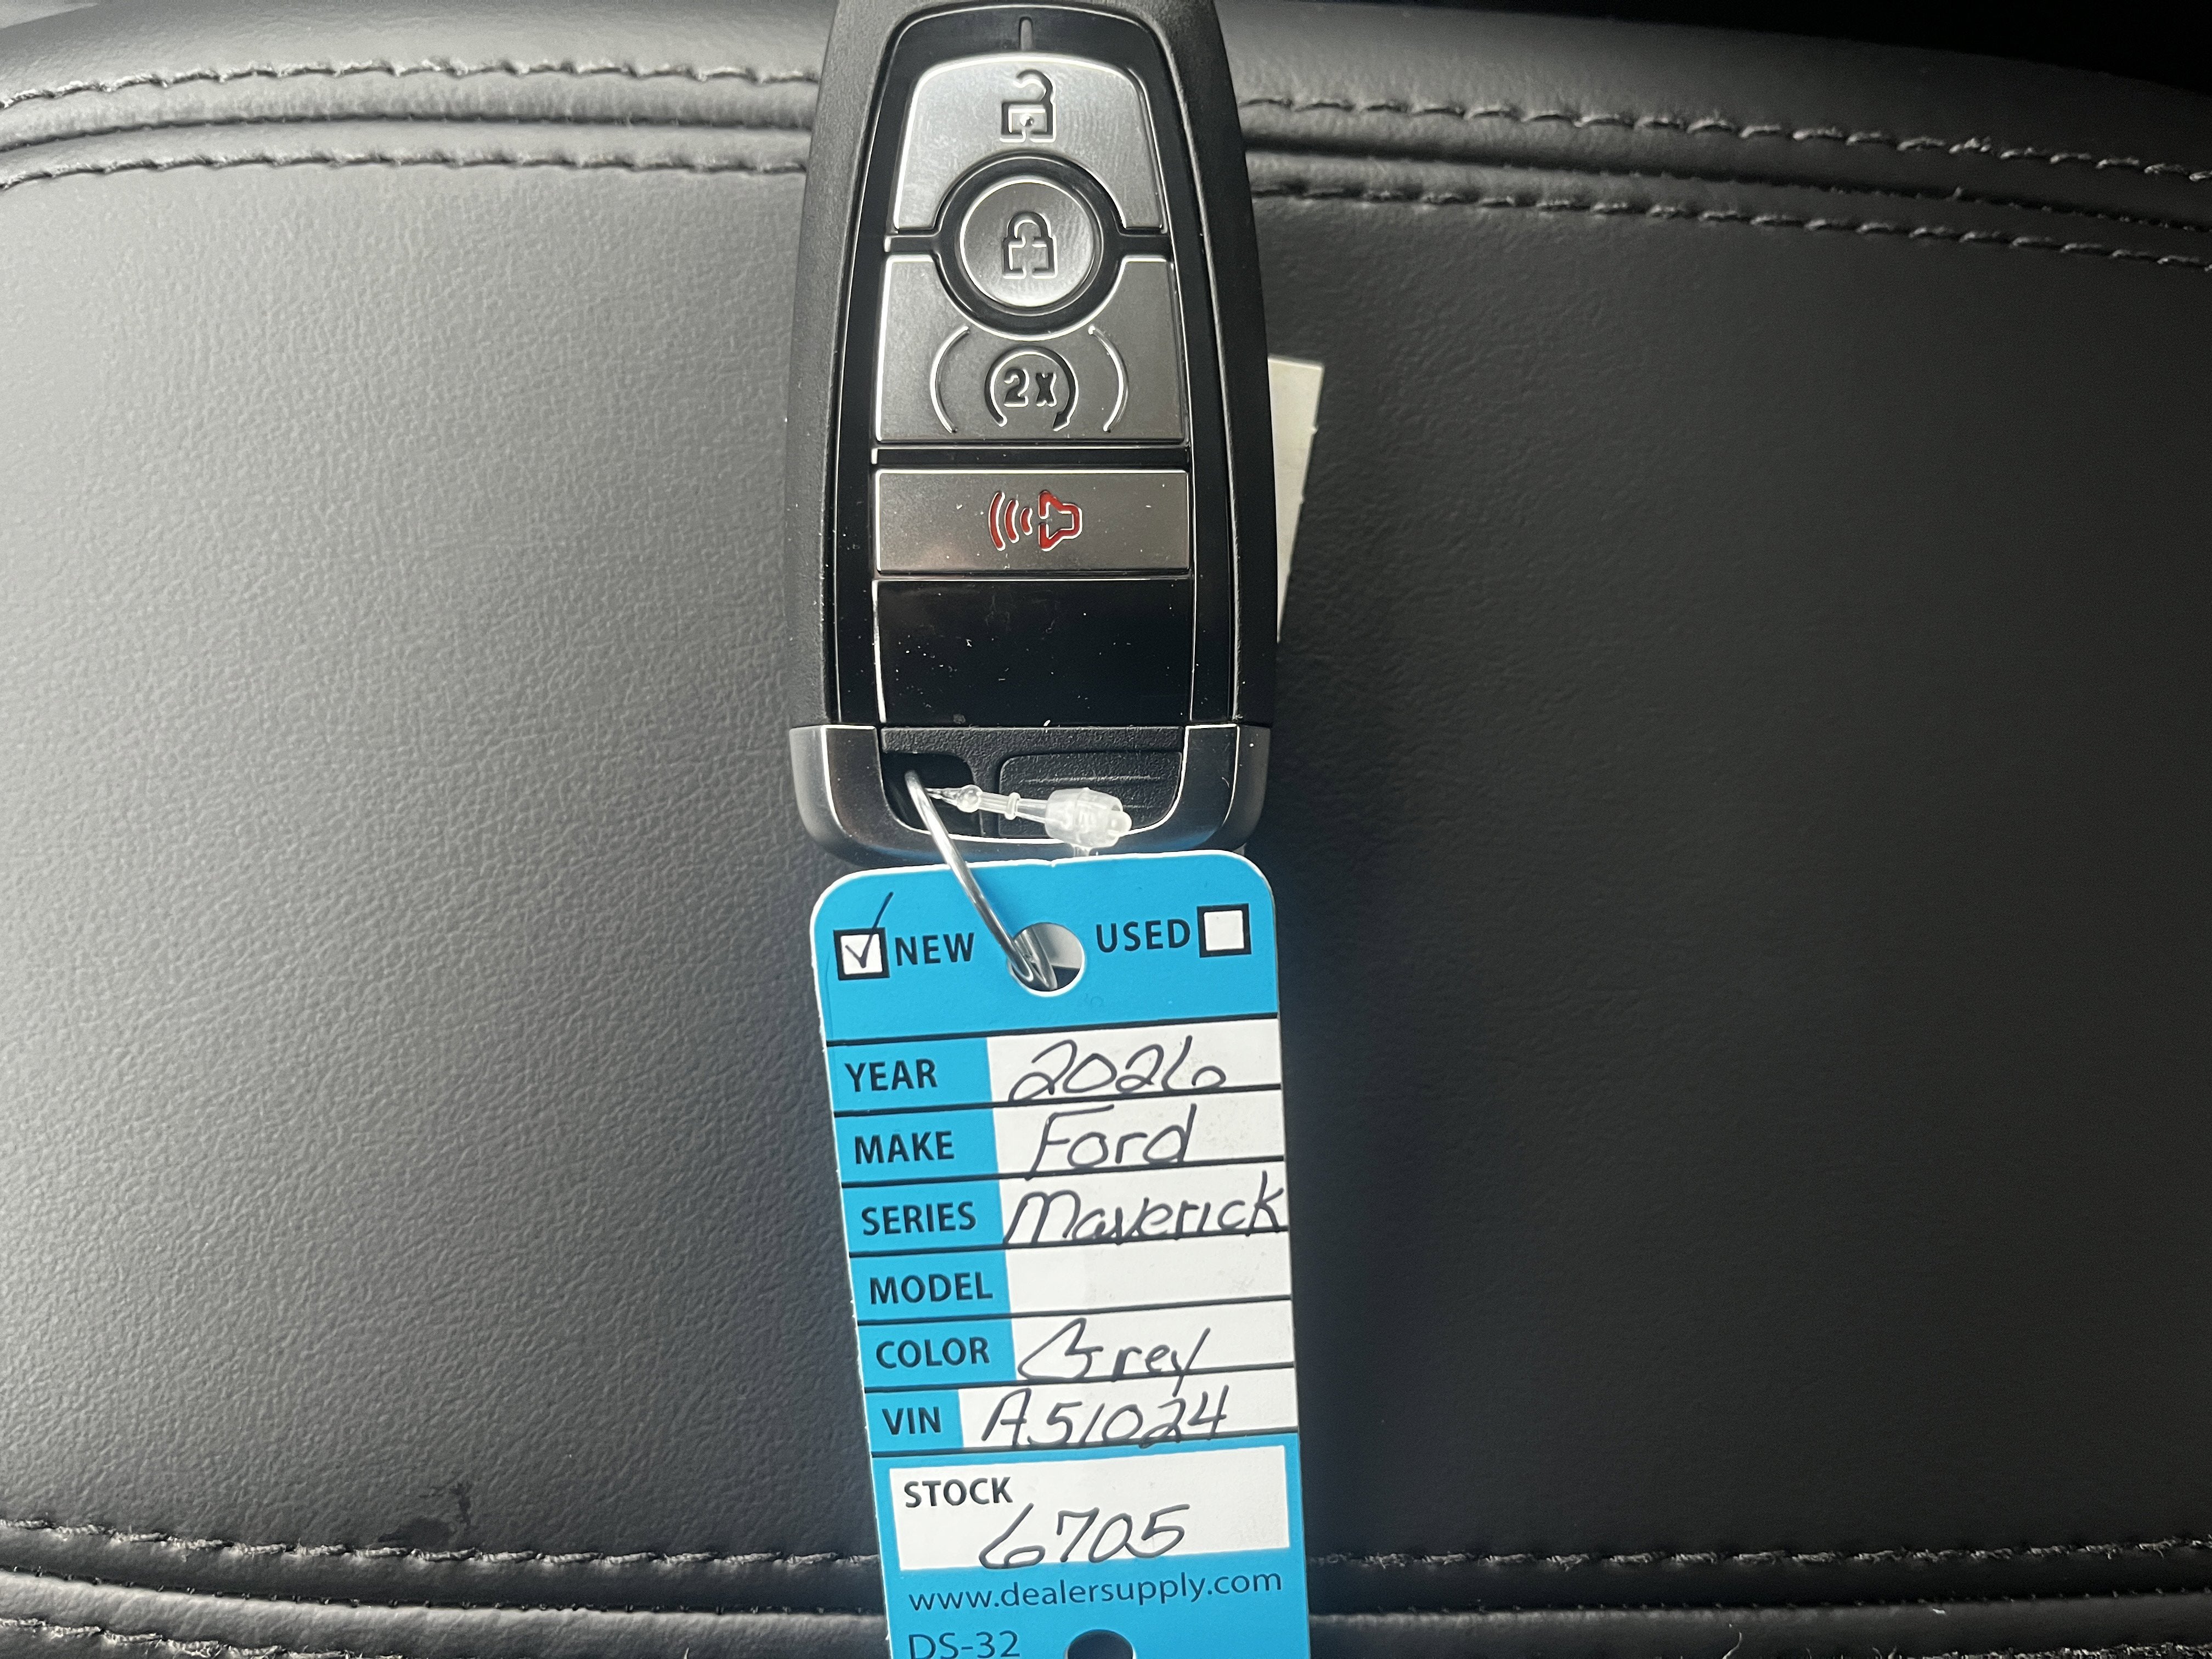 2X
NEW USED
YEAR 2026
MAKE Ford
SERIES Maverick
MODEL
COLOR Grey
VIN A51024
STOCK
6705
www.dealersupply.com
DS-32